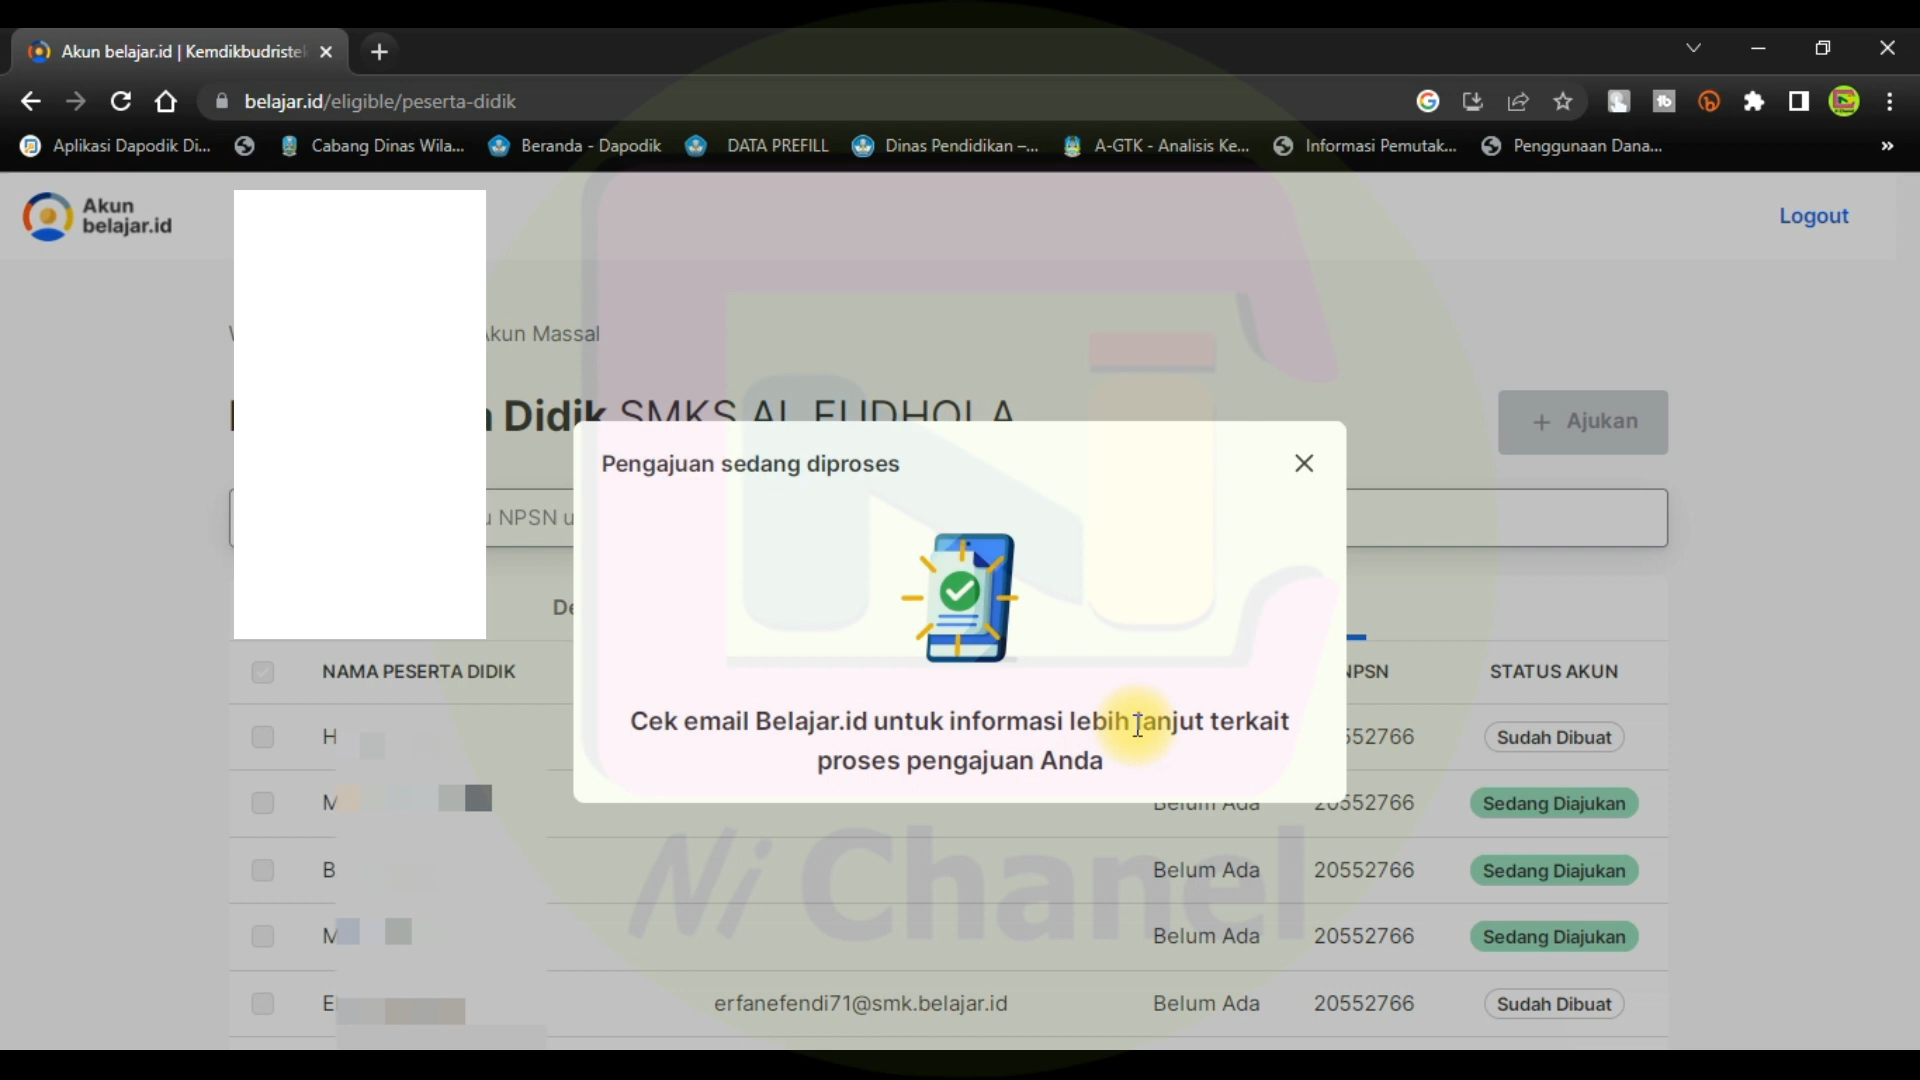 Akun belajar.id | Kemdikbudriste
belajar.id/eligible/peserta-didik
Aplikasi Dapodik Di... Cabang Dinas Wila... Beranda - Dapodik DATA PREFILL Dinas Pendidikan –... A-GTK - Analisis Ke... Informasi Pemutak... Penggunaan Dana... »
Akun
belajar.id
Logout
Akun Massal
Didik SMKS AL FUDHOLA
+ Ajukan
NPSN u
Pengajuan sedang diproses
De
Cek email Belajar.id untuk informasi lebih lanjut terkait
proses pengajuan Anda
NAMA PESERTA DIDIK NPSN STATUS AKUN
H 552766 Sudah Dibuat
M Belum Ada 20552766 Sedang Diajukan
B Belum Ada 20552766 Sedang Diajukan
M Belum Ada 20552766 Sedang Diajukan
E erfanefendi71@smk.belajar.id Belum Ada 20552766 Sudah Dibuat
Ni Chanel